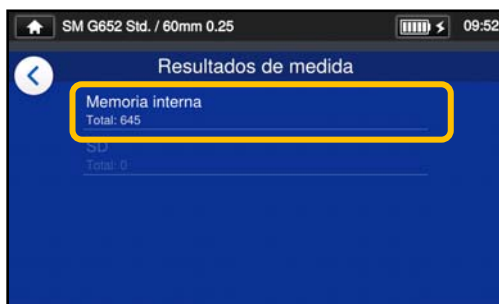 SM G652 Std. / 60mm 0.25
09:52
Resultados de medida
Memoria interna
Total: 645
SD
Total: 0